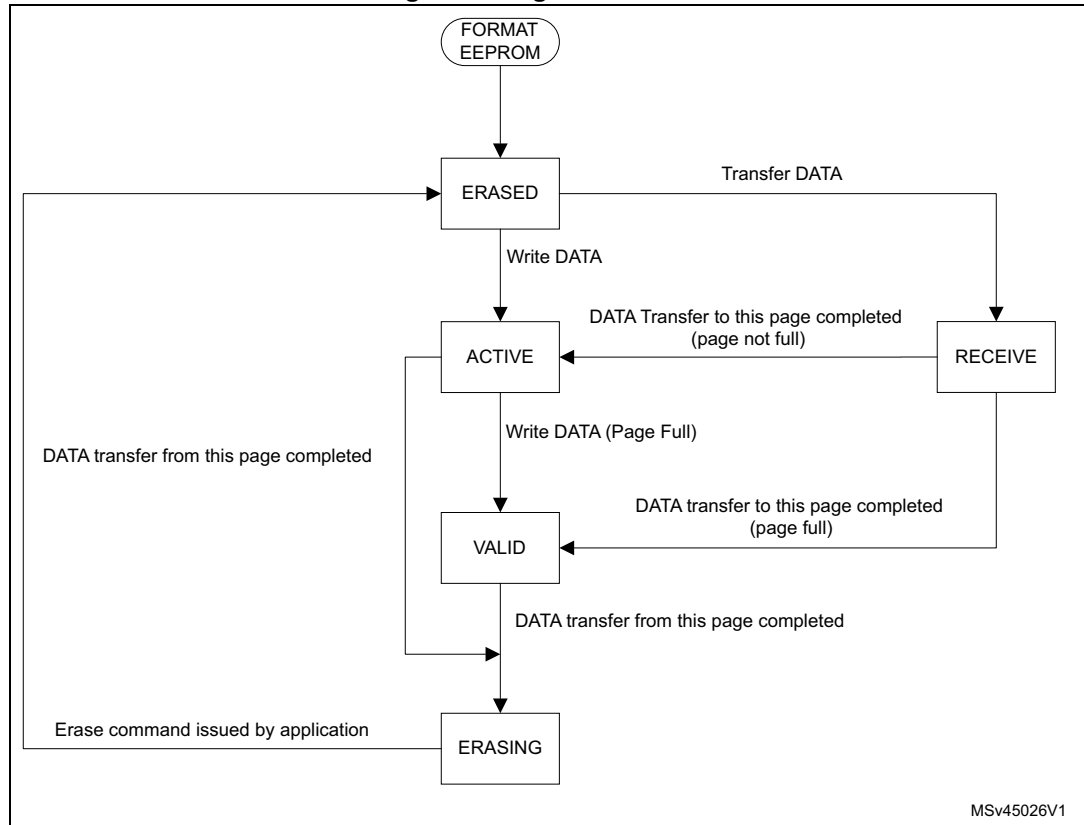 FORMAT
EEPROM
Transfer DATA
ERASED
Write DATA
DATA Transfer to this page completed
(page not full)
ACTIVE
RECEIVE
Write DATA (Page Full)
DATA transfer from this page completed
DATA transfer to this page completed
(page full)
VALID
DATA transfer from this page completed
Erase command issued by application
ERASING
MSv45026V1